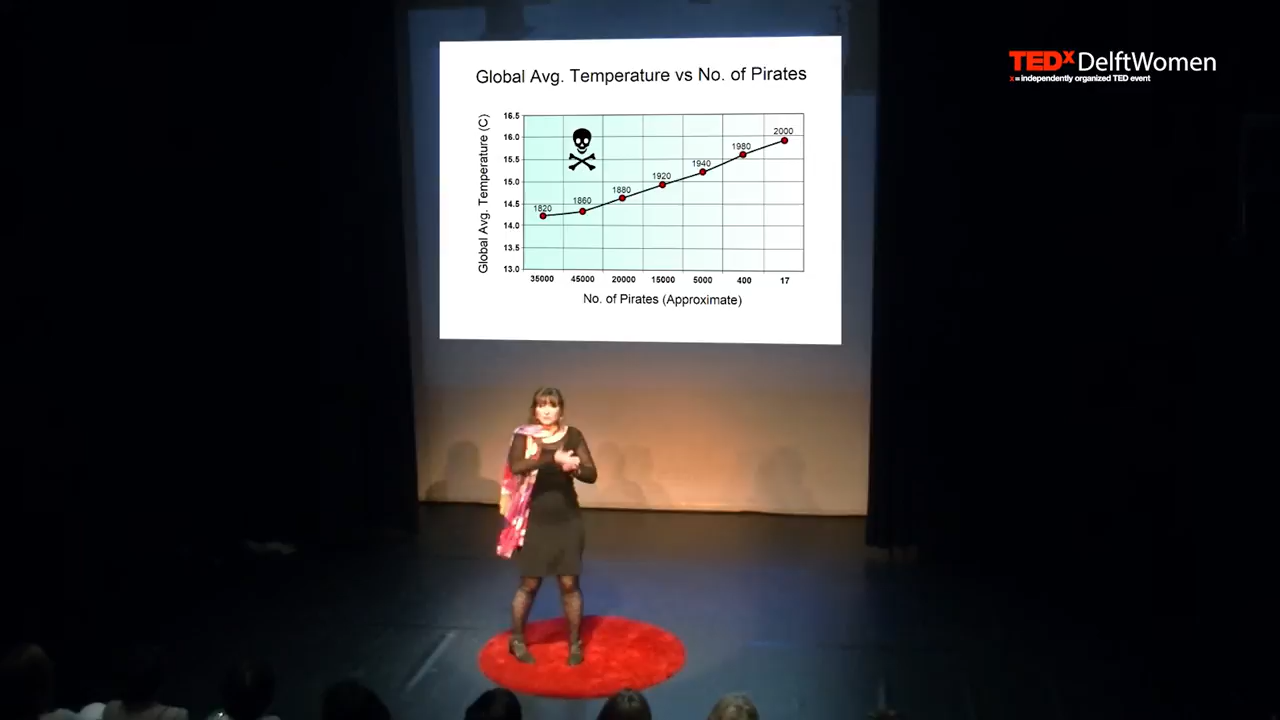 TEDx DelftWomen
x = independently organized TED event
Global Avg. Temperature vs No. of Pirates
Global Avg. Temperature (C)
16.5
16.0
15.5
15.0
14.5
14.0
13.5
13.0
1820
1860
1880
1920
1940
1980
2000
35000 45000 20000 15000 5000 400 17
No. of Pirates (Approximate)